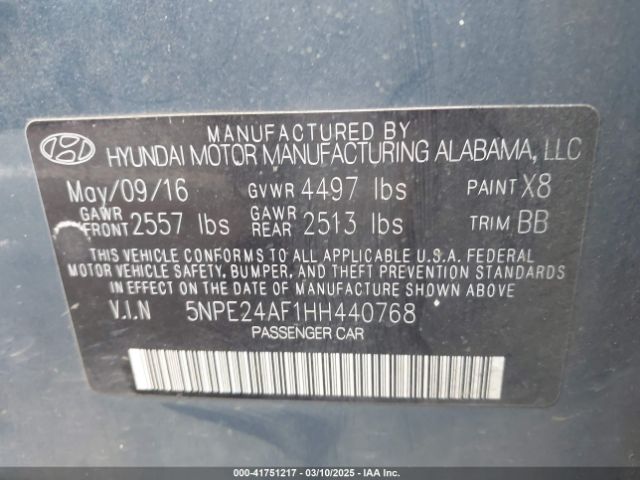 MANUFACTURED BY
HYUNDAI MOTOR MANUFACTURING ALABAMA, LLC
May/09/16 GVWR 4497 lbs PAINT X8
GAWR FRONT 2557 lbs GAWR REAR 2513 lbs TRIM BB
THIS VEHICLE CONFORMS TO ALL APPLICABLE U.S.A. FEDERAL
MOTOR VEHICLE SAFETY, BUMPER, AND THEFT PREVENTION
STANDARDS IN EFFECT ON THE DATE OF MANUFACTURE SHOWN ABOVE
V.I.N 5NPE24AF1HH440768
PASSENGER CAR
© - 41751217 - 03/10/2025 - IAA Inc.